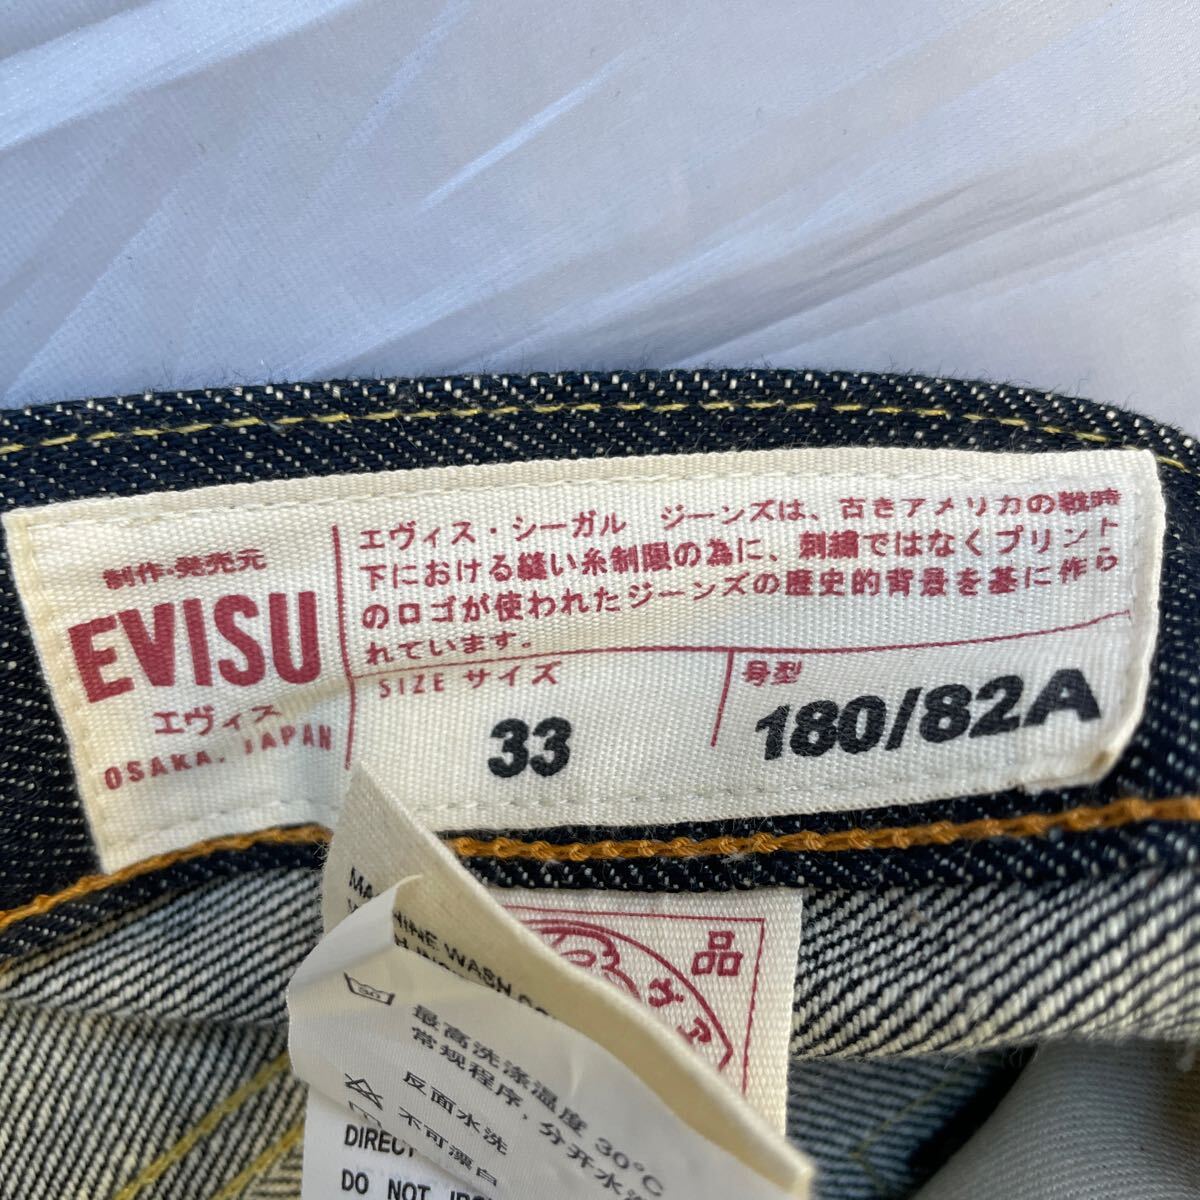 制作・発売元
EVISU
エヴィス
OSAKA, JAPAN
エヴィス・シーガル ジーンズは、古きアメリカの戦時
下における縫い糸制限の為に、刺繍ではなくプリント
のロゴが使われたジーンズの歴史的背景を基に作ら
れています。
SIZE サイズ
33
号型
180/82A
品
HINE WASH
30
最高洗涤温度 30°C
常规程序，分开水洗
反面水洗
不可漂白
DIRECT
DO NOT